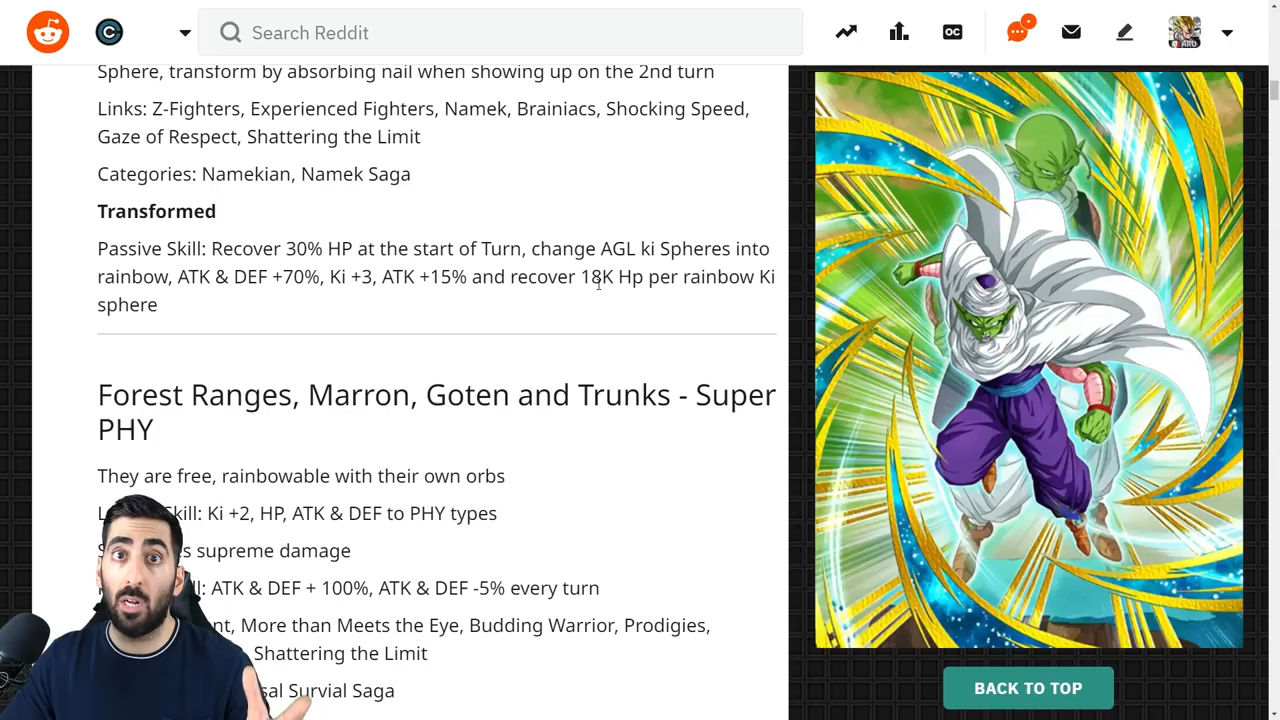 Search Reddit
OC
ARD
Sphere, transform by absorbing nail when showing up on the 2nd turn
Links: Z-Fighters, Experienced Fighters, Namek, Brainiacs, Shocking Speed,
Gaze of Respect, Shattering the Limit
Categories: Namekian, Namek Saga
Transformed
Passive Skill: Recover 30% HP at the start of Turn, change AGL ki Spheres into
rainbow, ATK & DEF +70%, Ki +3, ATK +15% and recover 18K Hp per rainbow Ki
sphere
Forest Ranges, Marron, Goten and Trunks - Super
PHY
They are free, rainbowable with their own orbs
Skill: Ki +2, HP, ATK & DEF to PHY types
supreme damage
ATK & DEF + 100%, ATK & DEF -5% every turn
More than Meets the Eye, Budding Warrior, Prodigies,
Shattering the Limit
Survial Saga
BACK TO TOP